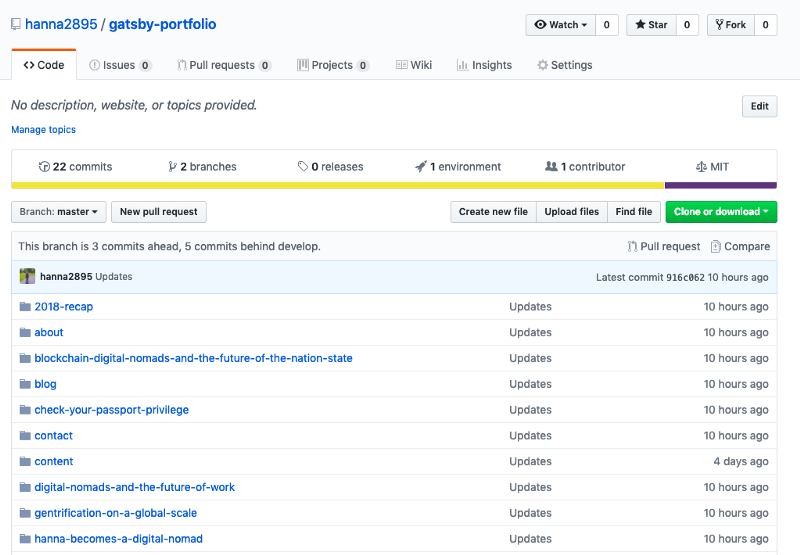 hanna2895 / gatsby-portfolio Watch 0 Star 0 Fork 0
Code Issues 0 Pull requests 0 Projects 0 Wiki Insights Settings
No description, website, or topics provided. Edit
Manage topics
22 commits 2 branches 0 releases 1 environment 1 contributor MIT
Branch: master New pull request Create new file Upload files Find file Clone or download
This branch is 3 commits ahead, 5 commits behind develop. Pull request Compare
hanna2895 Updates Latest commit 916c062 10 hours ago
2018-recap Updates 10 hours ago
about Updates 10 hours ago
blockchain-digital-nomads-and-the-future-of-the-nation-state Updates 10 hours ago
blog Updates 10 hours ago
check-your-passport-privilege Updates 10 hours ago
contact Updates 10 hours ago
content Updates 4 days ago
digital-nomads-and-the-future-of-work Updates 10 hours ago
gentrification-on-a-global-scale Updates 10 hours ago
hanna-becomes-a-digital-nomad Updates 10 hours ago